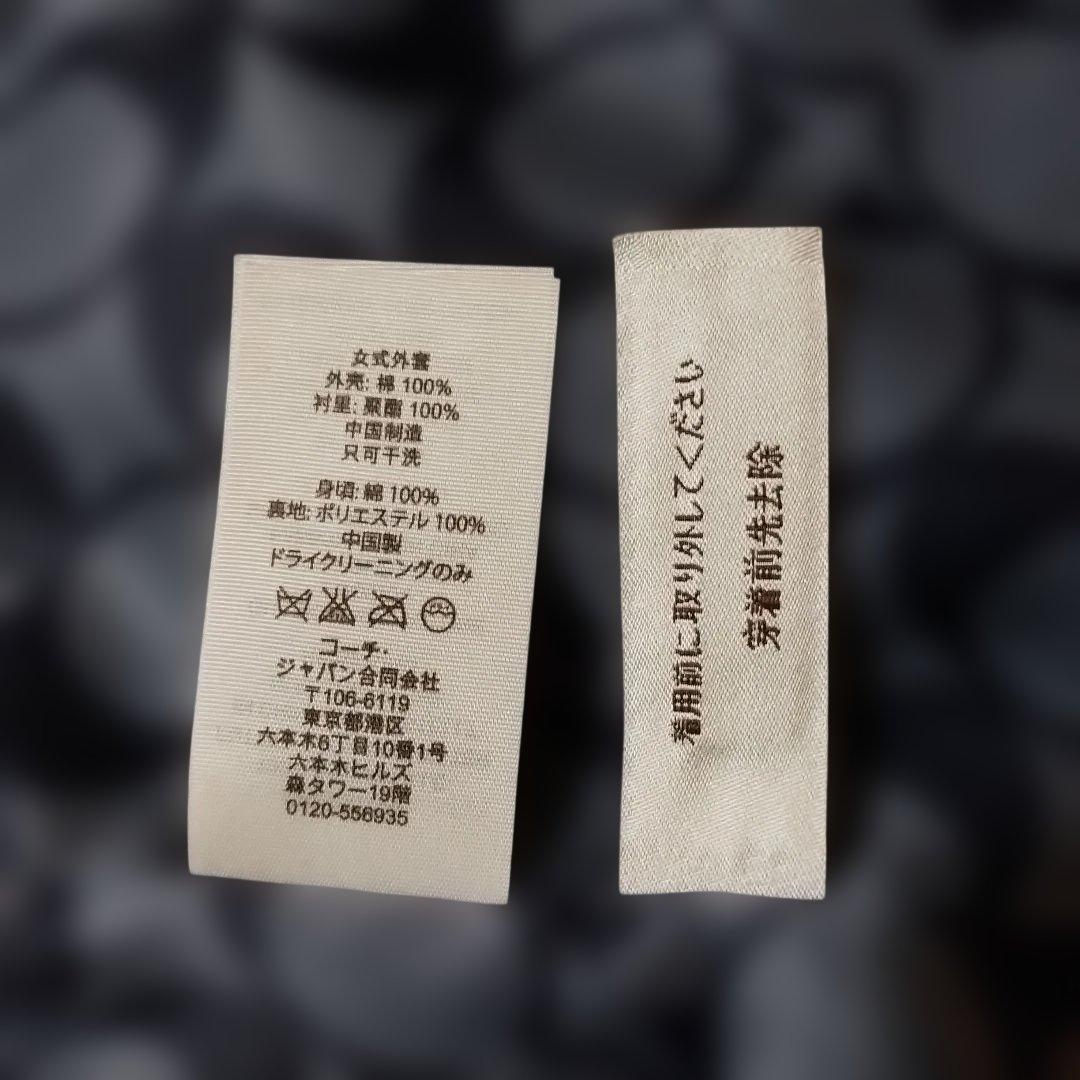 女式外套
外壳: 棉 100%
衬里: 聚酯 100%
中国制造
只可干洗
身頃: 綿 100%
裏地: ポリエステル 100%
中国製
ドライクリーニングのみ
コーチ・
ジャパン合同会社
〒106-6119
東京都港区
六本木6丁目10番1号
六本木ヒルズ
森タワー19階
0120-556935
着用前に取り外してください
穿着前先去除